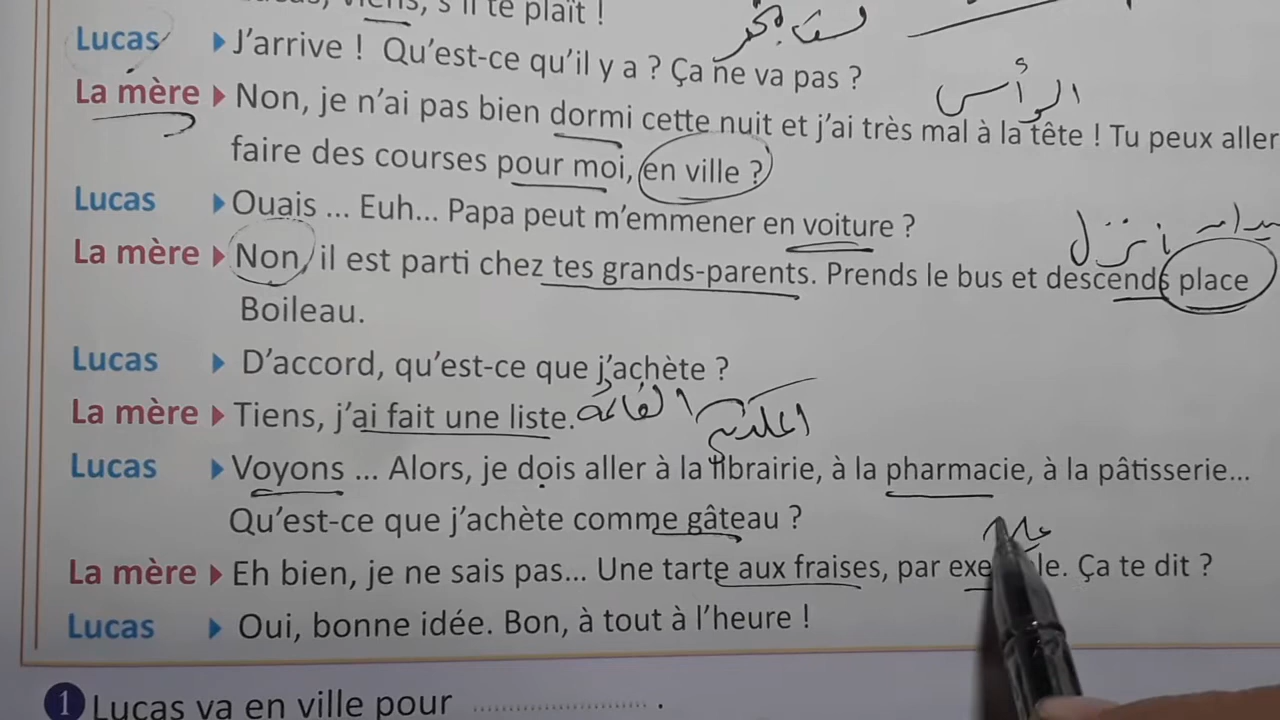 Lucas, viens, s'il te plaît !
Lucas J'arrive ! Qu'est-ce qu'il y a ? Ça ne va pas ?
الرأس
La mère Non, je n'ai pas bien dormi cette nuit et j'ai très mal à la tête ! Tu peux aller
faire des courses pour moi, en ville ?
Lucas Ouais ... Euh... Papa peut m'emmener en voiture ?
La mère Non, il est parti chez tes grands-parents. Prends le bus et descends place
Boileau.
Lucas D'accord, qu'est-ce que j'achète ?
La mère Tiens, j'ai fait une liste.
Lucas Voyons ... Alors, je dois aller à la librairie, à la pharmacie, à la pâtisserie...
Qu'est-ce que j'achète comme gâteau ?
La mère Eh bien, je ne sais pas... Une tarte aux fraises, par Ça te dit ?
Lucas Oui, bonne idée. Bon, à tout à l'heure !
1 Lucas va en ville pour ........................ .